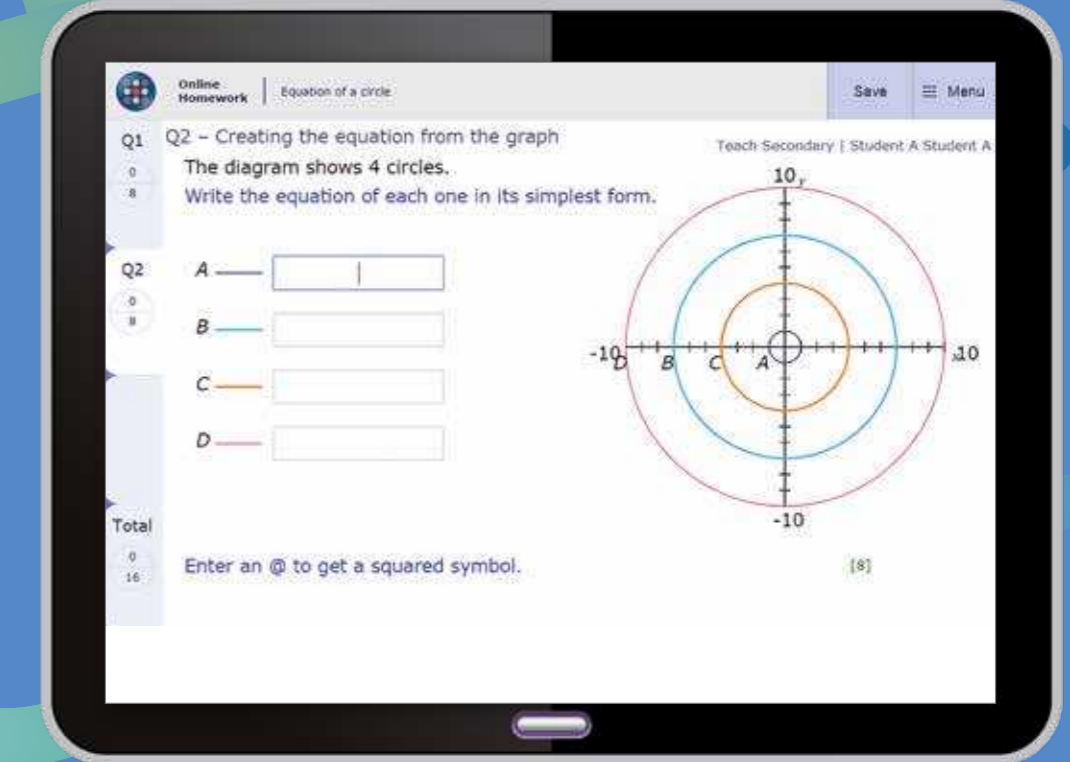 Online
Homework
Equation of a circle
Save
Menu
Q1
0
8
Q2 – Creating the equation from the graph
Teach Secondary | Student A Student A
The diagram shows 4 circles.
Write the equation of each one in its simplest form.
10 y
Q2
0
8
A
B
C
D
-10
D
B
C
A
x
10
-10
Total
0
16
Enter an @ to get a squared symbol.
[8]